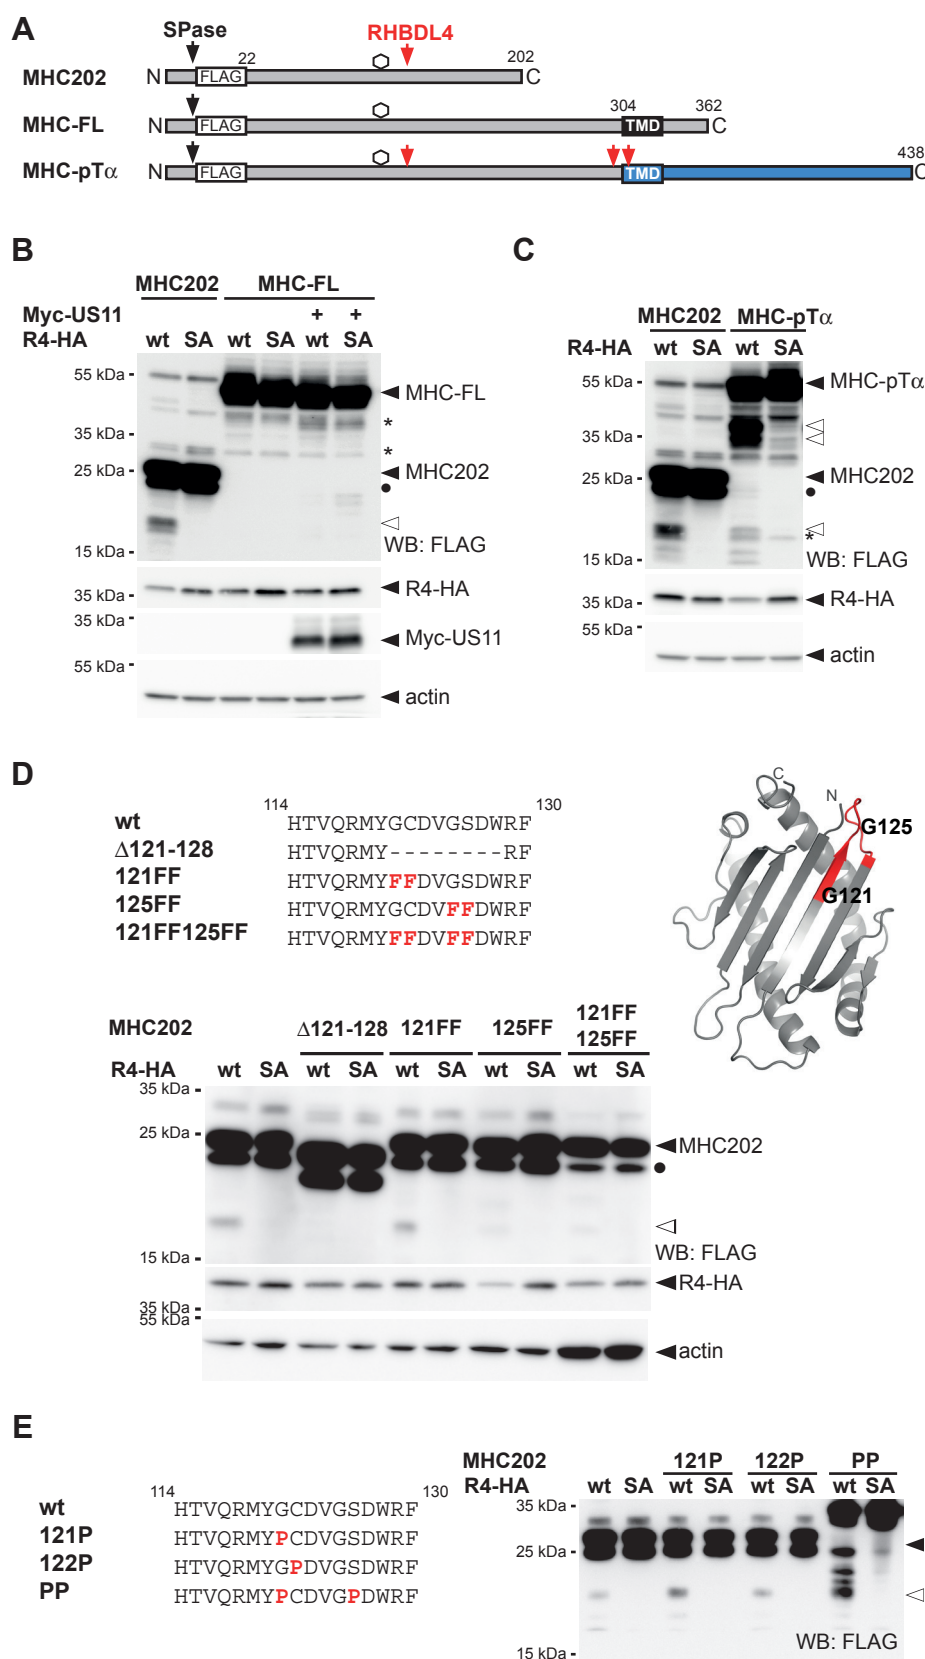 A
SPase
RHBDL4
22
202
MHC202
N
FLAG
C
304
362
MHC-FL
N
FLAG
TMD
C
438
MHC-pTα
N
FLAG
TMD
C
B
MHC202
MHC-FL
Myc-US11
+
+
R4-HA
wt
SA
wt
SA
wt
SA
55 kDa
MHC-FL
*
35 kDa
*
25 kDa
MHC202
15 kDa
WB: FLAG
35 kDa
R4-HA
35 kDa
Myc-US11
55 kDa
actin
C
MHC202
MHC-pTα
R4-HA
wt
SA
wt
SA
55 kDa
MHC-pTα
35 kDa
25 kDa
MHC202
*
15 kDa
WB: FLAG
35 kDa
R4-HA
55 kDa
actin
D
114
130
wt
HTVQRMYGCDVGSDWRF
Δ121-128
HTVQRMY--------RF
121FF
HTVQRMYFFDVGSDWRF
125FF
HTVQRMYGCDVFFDWRF
121FF125FF
HTVQRMYFFDVFFDWRF
C
N
G125
G121
MHC202
Δ121-128
121FF
125FF
121FF
125FF
R4-HA
wt
SA
wt
SA
wt
SA
wt
SA
wt
SA
35 kDa
25 kDa
MHC202
15 kDa
WB: FLAG
R4-HA
35 kDa
55 kDa
actin
E
114
130
wt
HTVQRMYGCDVGSDWRF
121P
HTVQRMYPCDVGSDWRF
122P
HTVQRMYGPDVGSDWRF
PP
HTVQRMYPCDVGPDWRF
MHC202
121P
122P
PP
R4-HA
wt
SA
wt
SA
wt
SA
wt
SA
35 kDa
25 kDa
15 kDa
WB: FLAG